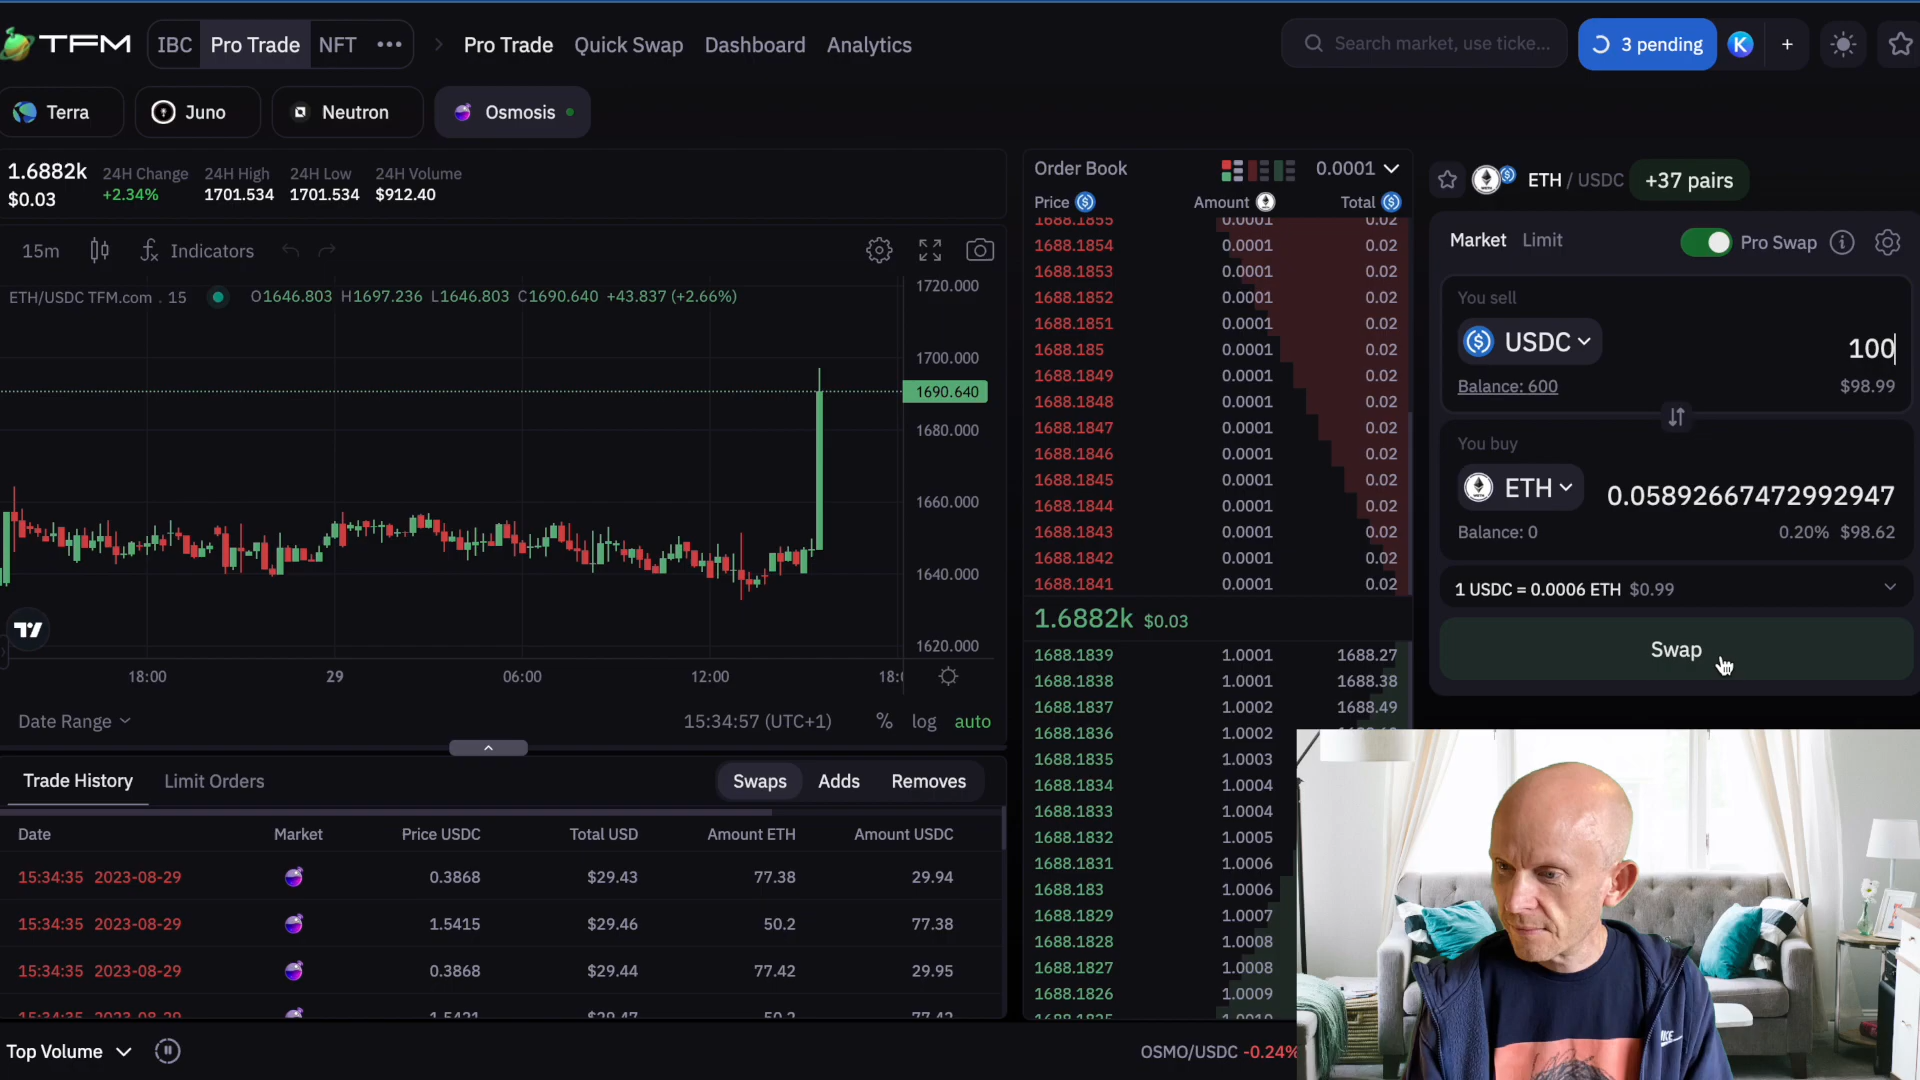 TFM IBC Pro Trade NFT Pro Trade Quick Swap Dashboard Analytics Search market, use ticke... 3 pending K +
Terra Juno Neutron Osmosis
1.6882k 24H Change 24H High 24H Low 24H Volume
$0.03 +2.34% 1701.534 1701.534 $912.40
15m Indicators
ETH/USDC TFM.com . 15 O1646.803 H1697.236 L1646.803 C1690.640 +43.837 (+2.66%)
1720.000
1700.000
1690.640
1680.000
1660.000
1640.000
1620.000
18:00 29 06:00 12:00
Date Range 15:34:57 (UTC+1) % log auto
Trade History Limit Orders Swaps Adds Removes
Date Market Price USDC Total USD Amount ETH Amount USDC
15:34:35 2023-08-29 0.3868 $29.43 77.38 29.94
15:34:35 2023-08-29 1.5415 $29.46 50.2 77.38
15:34:35 2023-08-29 0.3868 $29.44 77.42 29.95
Top Volume
Order Book 0.0001
Price Amount Total
1688.1855 0.0001 0.02
1688.1854 0.0001 0.02
1688.1853 0.0001 0.02
1688.1852 0.0001 0.02
1688.1851 0.0001 0.02
1688.185 0.0001 0.02
1688.1849 0.0001 0.02
1688.1848 0.0001 0.02
1688.1847 0.0001 0.02
1688.1846 0.0001 0.02
1688.1845 0.0001 0.02
1688.1844 0.0001 0.02
1688.1843 0.0001 0.02
1688.1842 0.0001 0.02
1688.1841 0.0001 0.02
1.6882k $0.03
1688.1839 1.0001 1688.27
1688.1838 1.0001 1688.38
1688.1837 1.0002 1688.49
1688.1836 1.0002
1688.1835 1.0003
1688.1834 1.0004
1688.1833 1.0004
1688.1832 1.0005
1688.1831 1.0006
1688.183 1.0006
1688.1829 1.0007
1688.1828 1.0008
1688.1827 1.0008
1688.1826 1.0009
OSMO/USDC -0.24%
ETH / USDC +37 pairs
Market Limit Pro Swap
You sell
USDC 100
Balance: 600 $98.99
You buy
ETH 0.05892667472992947
Balance: 0 0.20% $98.62
1 USDC = 0.0006 ETH $0.99
Swap